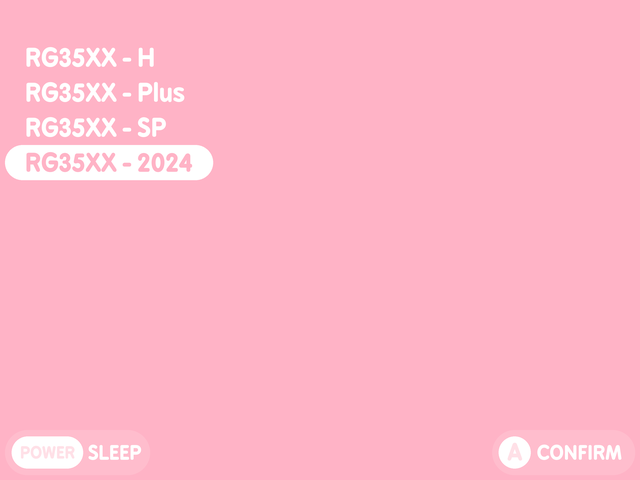 RG35XX - H
RG35XX - Plus
RG35XX - SP
RG35XX - 2024
POWER SLEEP
A CONFIRM